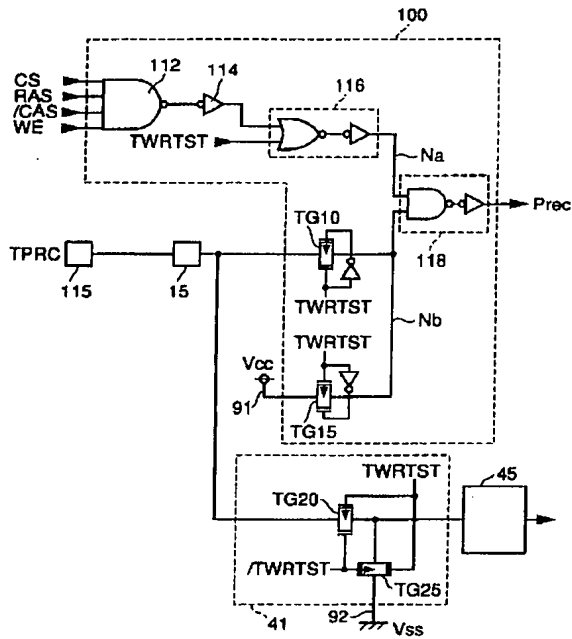 100
112
114
CS
RAS
/CAS
WE
116
TWRTST
Na
Prec
118
TG10
TPRC
115
15
TWRTST
Nb
TWRTST
Vcc
91
TG15
TWRTST
45
TG20
/TWRTST
TG25
92
41
Vss